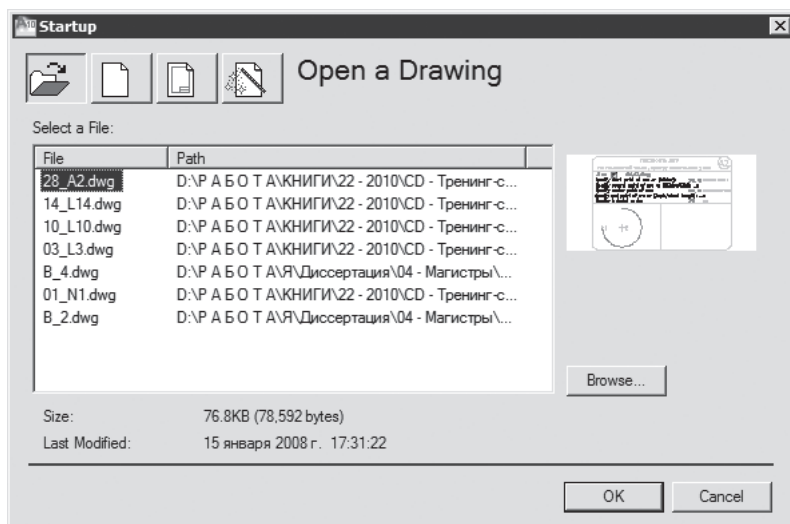 Startup
Open a Drawing
Select a File:
File Path
28_A2.dwg D:\Р А Б О Т А\КНИГИ\22 - 2010\CD - Тренинг-с...
14_L14.dwg D:\Р А Б О Т А\КНИГИ\22 - 2010\CD - Тренинг-с...
10_L10.dwg D:\Р А Б О Т А\КНИГИ\22 - 2010\CD - Тренинг-с...
03_L3.dwg D:\Р А Б О Т А\КНИГИ\22 - 2010\CD - Тренинг-с...
B_4.dwg D:\Р А Б О Т А\Я\Диссертация\04 - Магистры\...
01_N1.dwg D:\Р А Б О Т А\КНИГИ\22 - 2010\CD - Тренинг-с...
B_2.dwg D:\Р А Б О Т А\Я\Диссертация\04 - Магистры\...
Browse...
Size: 76.8KB (78,592 bytes)
Last Modified: 15 января 2008 г. 17:31:22
OK Cancel